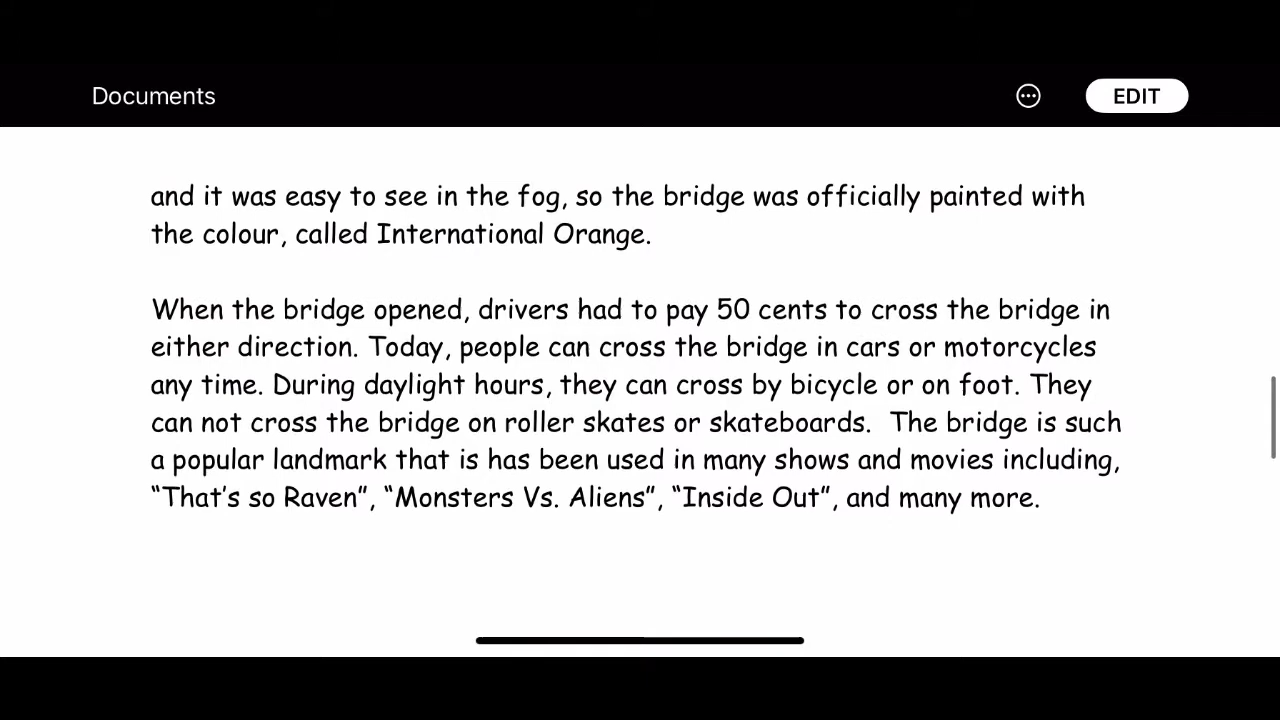 Documents
EDIT
and it was easy to see in the fog, so the bridge was officially painted with
the colour, called International Orange.
When the bridge opened, drivers had to pay 50 cents to cross the bridge in
either direction. Today, people can cross the bridge in cars or motorcycles
any time. During daylight hours, they can cross by bicycle or on foot. They
can not cross the bridge on roller skates or skateboards.  The bridge is such
a popular landmark that is has been used in many shows and movies including,
“That’s so Raven”, “Monsters Vs. Aliens”, “Inside Out”, and many more.